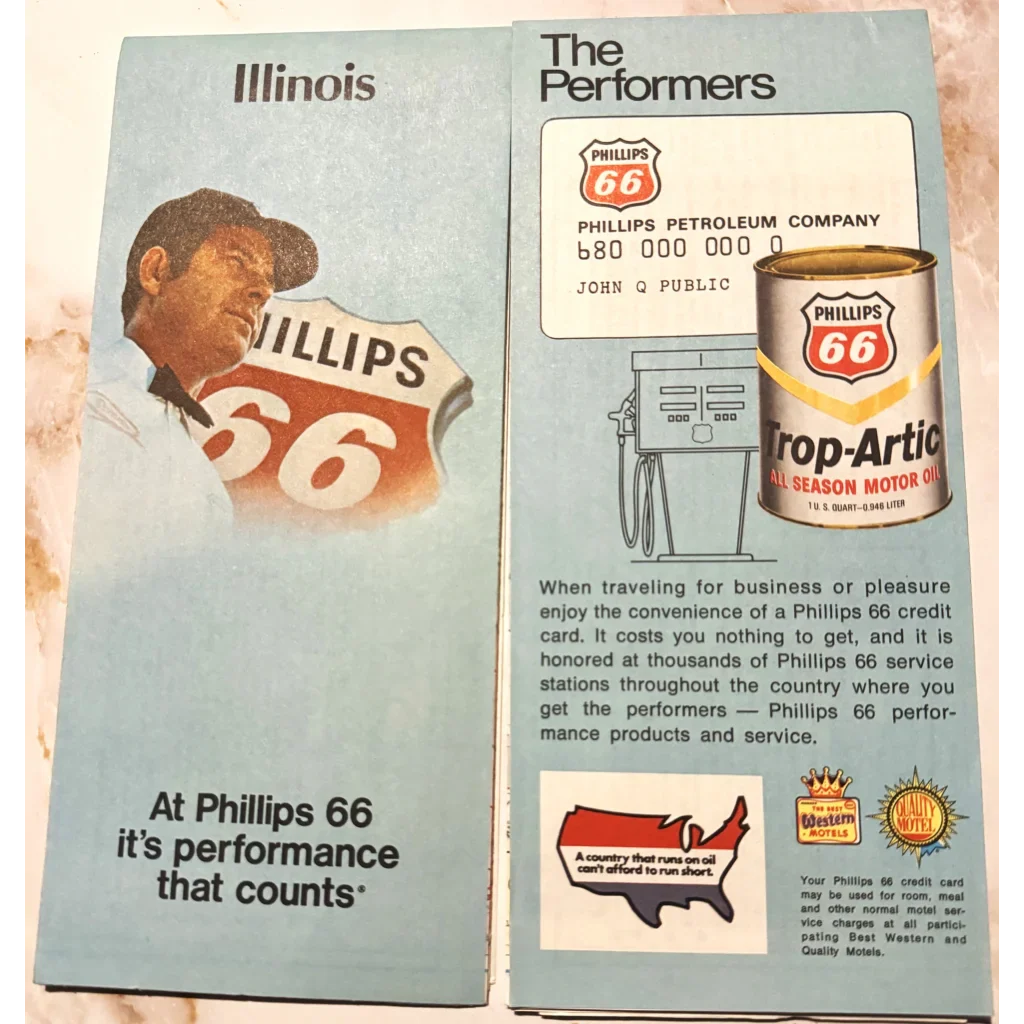 Illinois
PHILLIPS
66
At Phillips 66
it's performance
that counts®
The
Performers
PHILLIPS
66
PHILLIPS PETROLEUM COMPANY
680 000 000 0
JOHN Q PUBLIC
PHILLIPS
66
Trop-Artic
ALL SEASON MOTOR OIL
1 U. S. QUART—0.946 LITER
When traveling for business or pleasure
enjoy the convenience of a Phillips 66 credit
card. It costs you nothing to get, and it is
honored at thousands of Phillips 66 service
stations throughout the country where you
get the performers — Phillips 66 perfor-
mance products and service.
A country that runs on oil
can't afford to run short.
THE BEST
Western
MOTELS
QUALITY
MOTEL
Your Phillips 66 credit card
may be used for room, meal
and other normal motel ser-
vice charges at all partici-
pating Best Western and
Quality Motels.